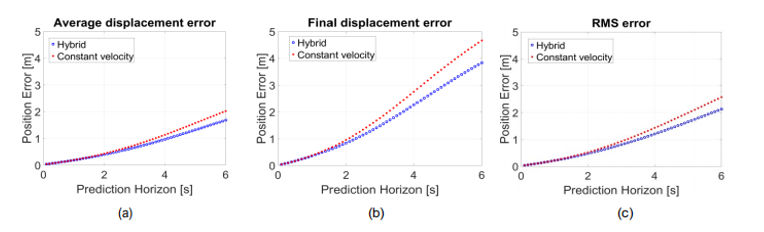 Average displacement error
5
4
3
2
1
0
Position Error [m]
Hybrid
Constant velocity
0 2 4 6
Prediction Horizon [s]
(a)
Final displacement error
5
4
3
2
1
0
Position Error [m]
Hybrid
Constant velocity
0 2 4 6
Prediction Horizon [s]
(b)
RMS error
5
4
3
2
1
0
Position Error [m]
Hybrid
Constant velocity
0 2 4 6
Prediction Horizon [s]
(c)